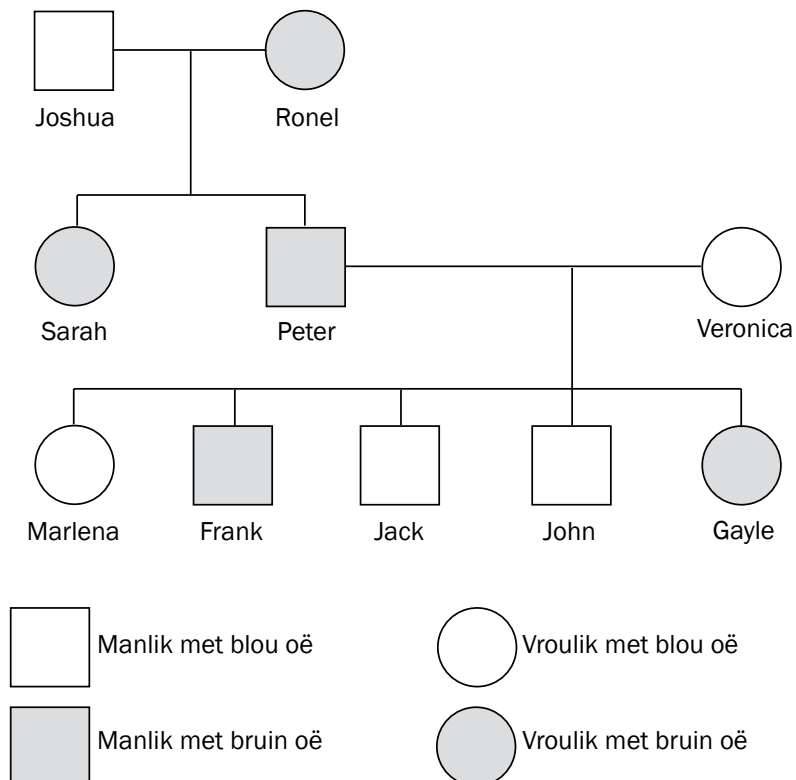 Joshua Ronel
Sarah Peter Veronica
Marlena Frank Jack John Gayle
Manlik met blou oë Vroulik met blou oë
Manlik met bruin oë Vroulik met bruin oë